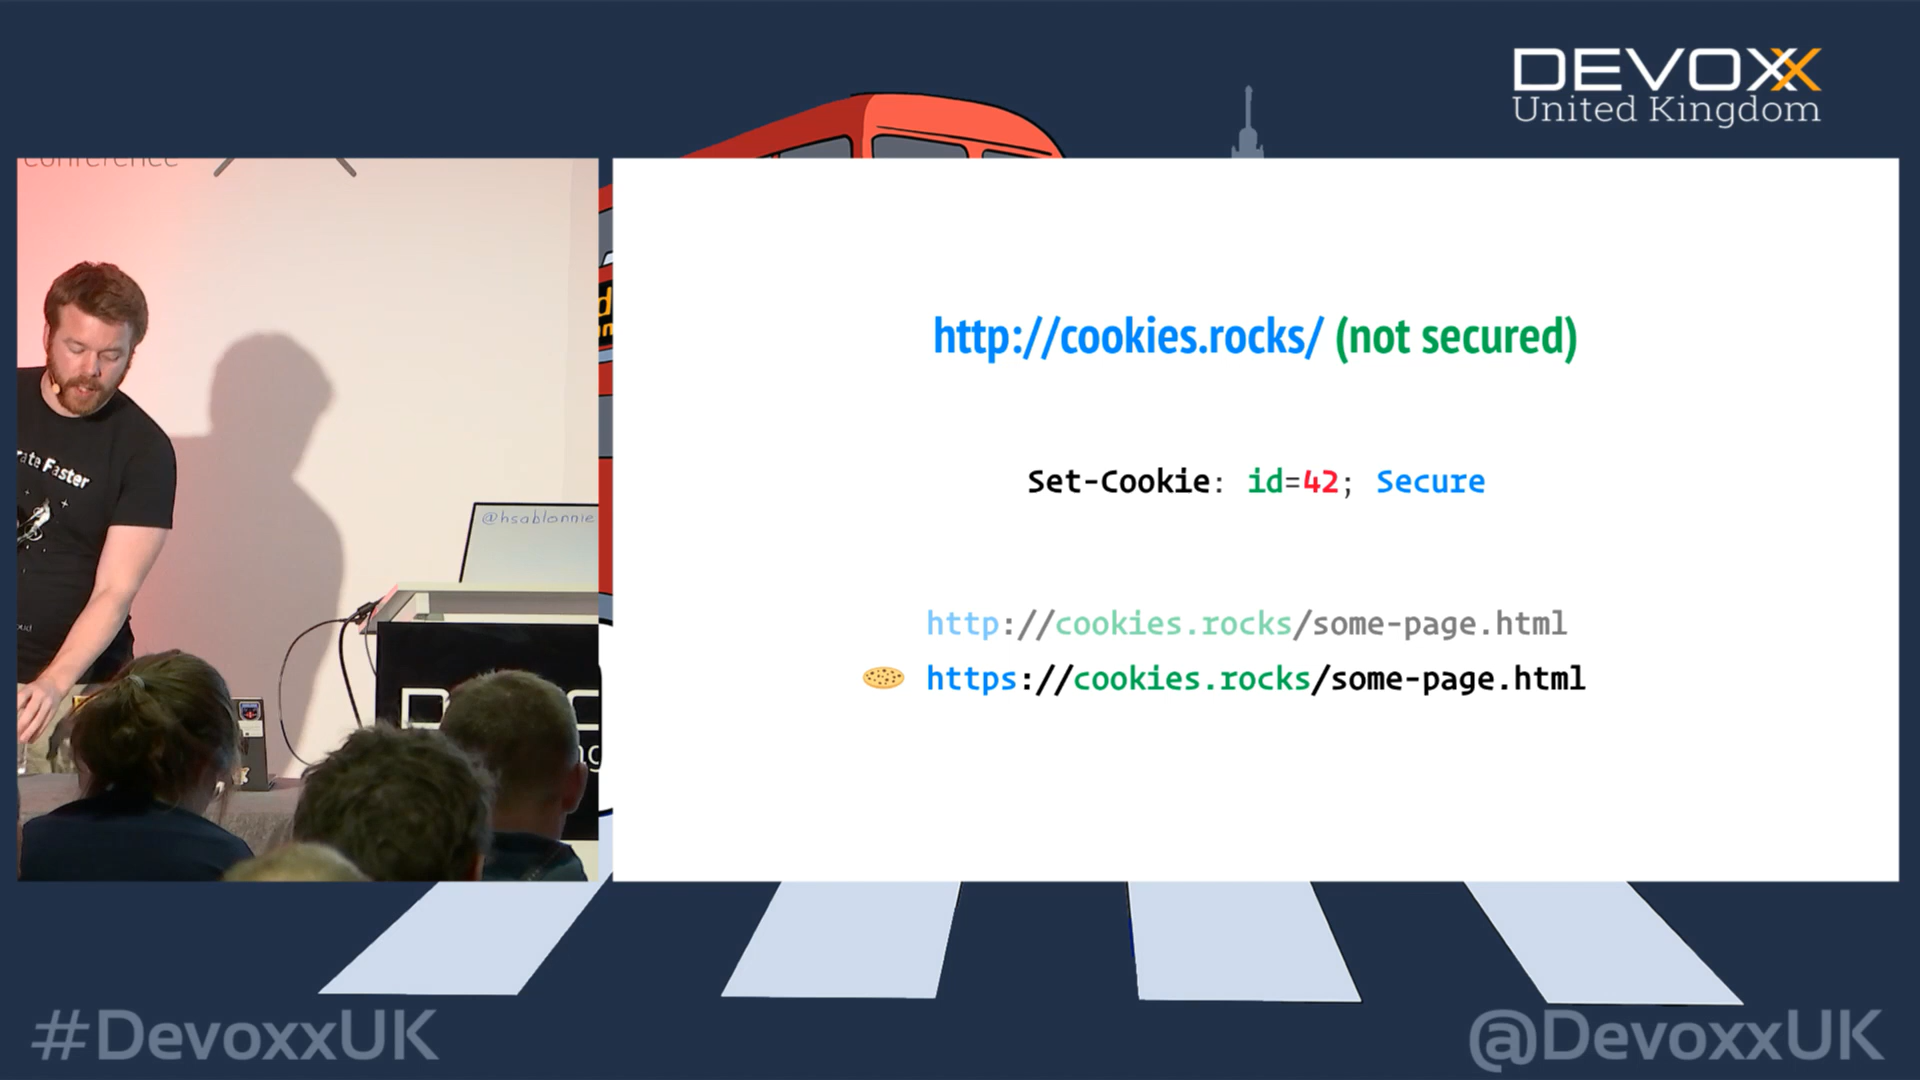 DEVOXX
United Kingdom
conference
http://cookies.rocks/ (not secured)
Set-Cookie: id=42; Secure
http://cookies.rocks/some-page.html
https://cookies.rocks/some-page.html
Faster
@hsablonnie
#DevoxxUK
@DevoxxUK